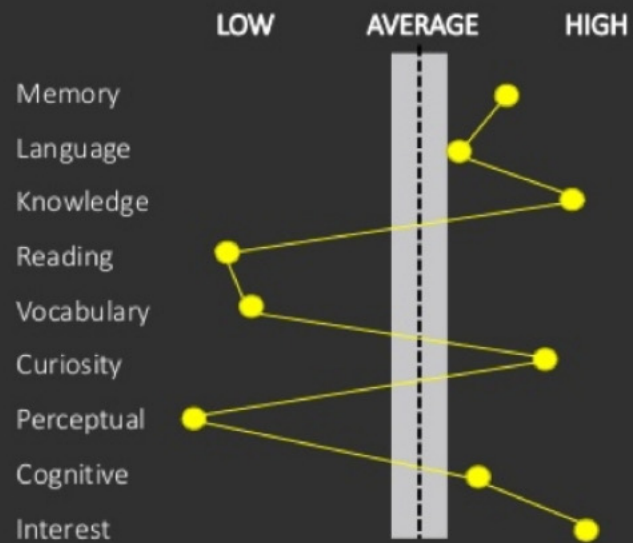 LOW AVERAGE HIGH
Memory
Language
Knowledge
Reading
Vocabulary
Curiosity
Perceptual
Cognitive
Interest